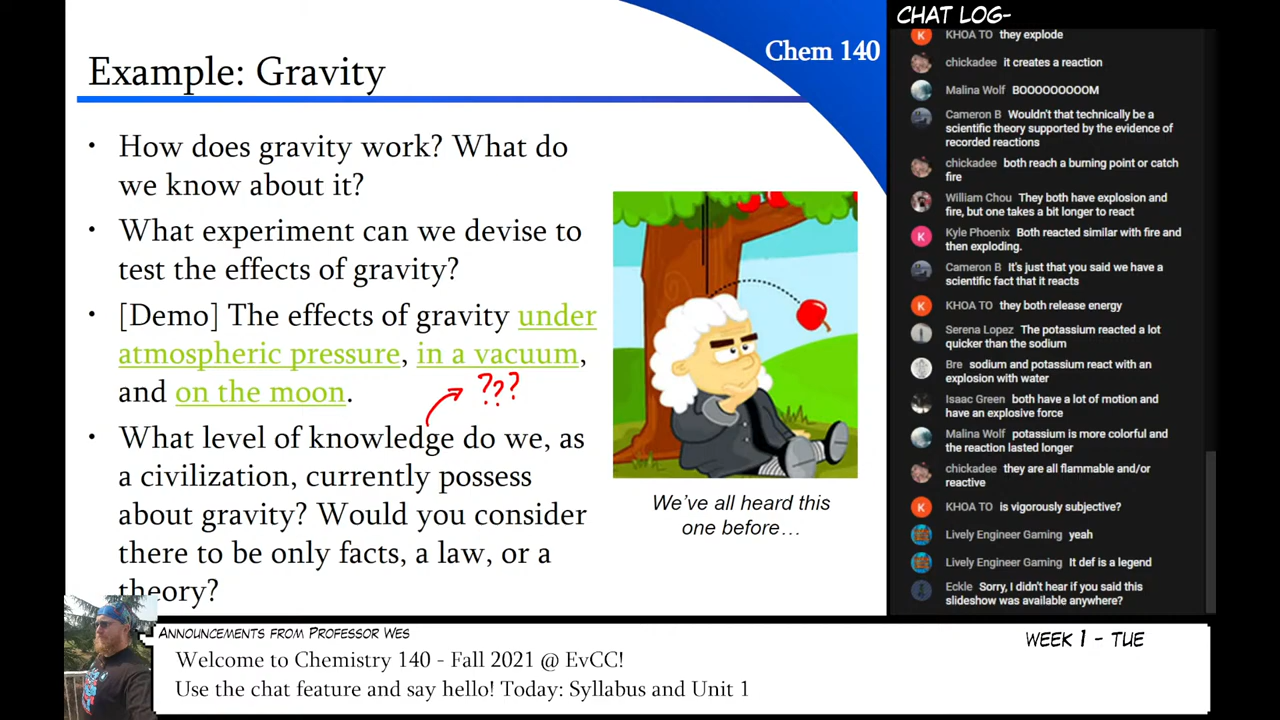 Chem 140
Example: Gravity
• How does gravity work? What do
we know about it?
• What experiment can we devise to
test the effects of gravity?
• [Demo] The effects of gravity under
atmospheric pressure, in a vacuum,
and on the moon.
???
• What level of knowledge do we, as
a civilization, currently possess
about gravity? Would you consider
there to be only facts, a law, or a
theory?
We've all heard this
one before…
CHAT LOG-
K KHOA TO they explode
chickadee it creates a reaction
Malina Wolf BOOOOOOOOOM
Cameron B Wouldn't that technically be a
scientific theory supported by the evidence of
recorded reactions
chickadee both reach a burning point or catch
fire
William Chou They both have explosion and
fire, but one takes a bit longer to react
K Kyle Phoenix Both reacted similar with fire and
then exploding.
Cameron B It's just that you said we have a
scientific fact that it reacts
K KHOA TO they both release energy
Serena Lopez The potassium reacted a lot
quicker than the sodium
Bre sodium and potassium react with an
explosion with water
Isaac Green both have a lot of motion and
have an explosive force
Malina Wolf potassium is more colorful and
the reaction lasted longer
chickadee they are all flammable and/or
reactive
K KHOA TO is vigorously subjective?
Lively Engineer Gaming yeah
Lively Engineer Gaming It def is a legend
Eckle Sorry, I didn't hear if you said this
slideshow was available anywhere?
ANNOUNCEMENTS FROM PROFESSOR WES
WEEK 1 - TUE
Welcome to Chemistry 140 - Fall 2021 @ EvCC!
Use the chat feature and say hello! Today: Syllabus and Unit 1